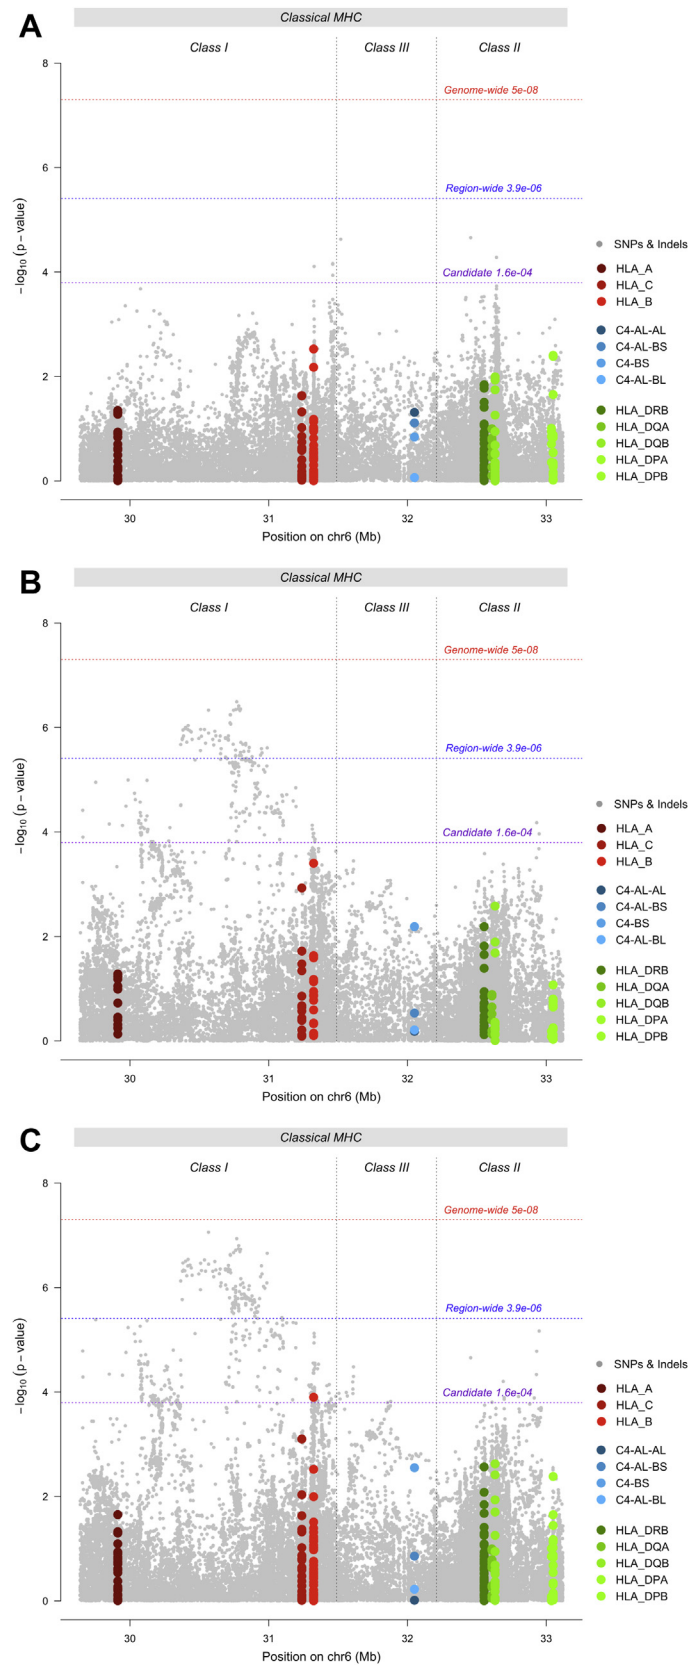 A
Classical MHC
Class I
Class III
Class II
8
6
4
2
0
−log10 (p − value)
Genome-wide 5e-08
Region-wide 3.9e-06
Candidate 1.6e-04
30
31
32
33
Position on chr6 (Mb)
SNPs & Indels
HLA_A
HLA_C
HLA_B
C4-AL-AL
C4-AL-BS
C4-BS
C4-AL-BL
HLA_DRB
HLA_DQA
HLA_DQB
HLA_DPA
HLA_DPB
B
Classical MHC
Class I
Class III
Class II
8
6
4
2
0
−log10 (p − value)
Genome-wide 5e-08
Region-wide 3.9e-06
Candidate 1.6e-04
30
31
32
33
Position on chr6 (Mb)
SNPs & Indels
HLA_A
HLA_C
HLA_B
C4-AL-AL
C4-AL-BS
C4-BS
C4-AL-BL
HLA_DRB
HLA_DQA
HLA_DQB
HLA_DPA
HLA_DPB
C
Classical MHC
Class I
Class III
Class II
8
6
4
2
0
−log10 (p − value)
Genome-wide 5e-08
Region-wide 3.9e-06
Candidate 1.6e-04
30
31
32
33
Position on chr6 (Mb)
SNPs & Indels
HLA_A
HLA_C
HLA_B
C4-AL-AL
C4-AL-BS
C4-BS
C4-AL-BL
HLA_DRB
HLA_DQA
HLA_DQB
HLA_DPA
HLA_DPB